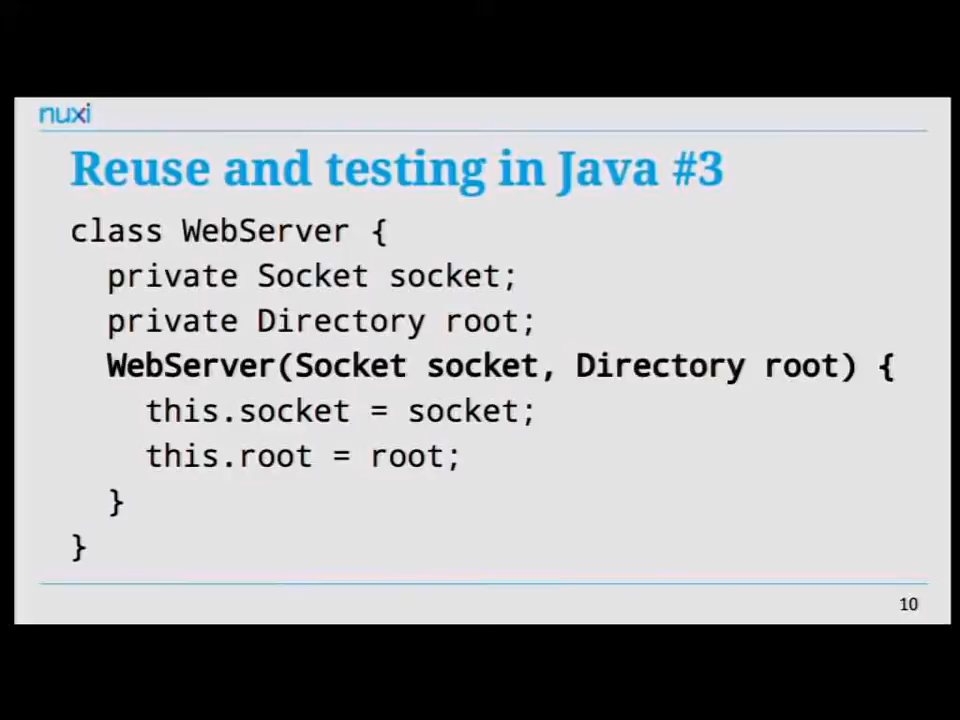 nuxi
Reuse and testing in Java #3
class WebServer {
private Socket socket;
private Directory root;
WebServer(Socket socket, Directory root) {
this.socket = socket;
this.root = root;
}
}
10